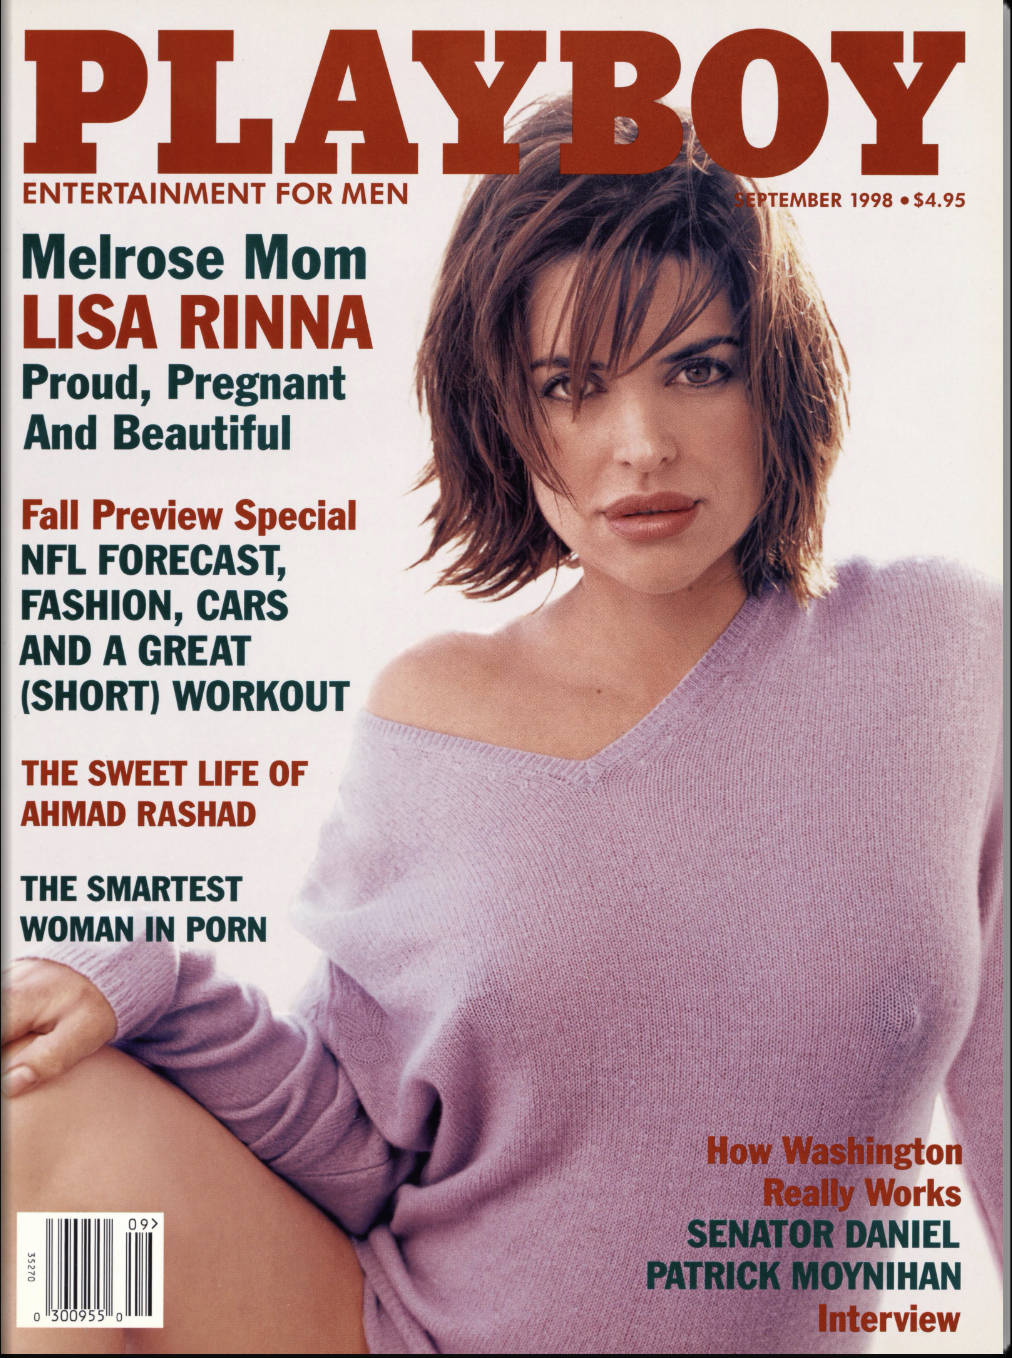 PLAYBOY
ENTERTAINMENT FOR MEN
SEPTEMBER 1998 • $4.95
Melrose Mom
LISA RINNA
Proud, Pregnant
And Beautiful
Fall Preview Special
NFL FORECAST,
FASHION, CARS
AND A GREAT
(SHORT) WORKOUT
THE SWEET LIFE OF
AHMAD RASHAD
THE SMARTEST
WOMAN IN PORN
How Washington
Really Works
SENATOR DANIEL
PATRICK MOYNIHAN
Interview
09>
35270
0 300955 0